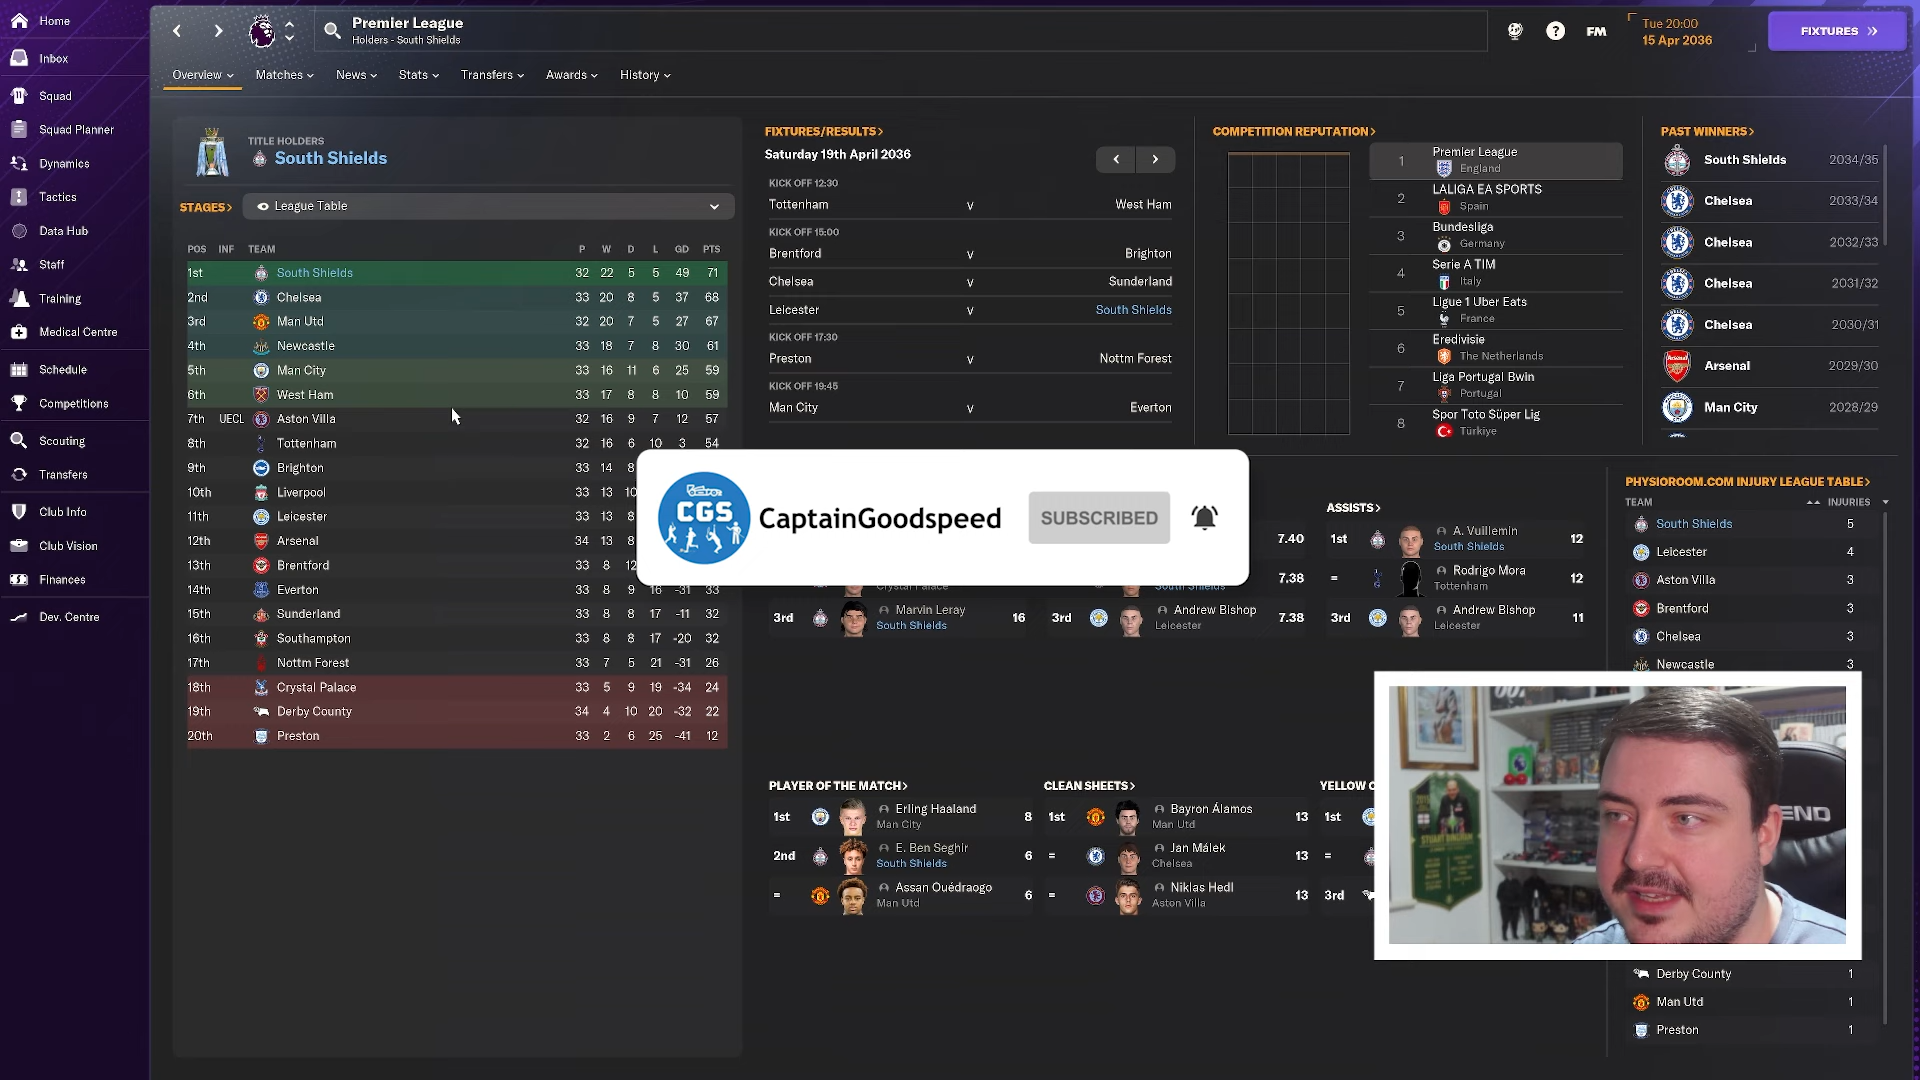 Home
Inbox
Squad
Squad Planner
Dynamics
Tactics
Data Hub
Staff
Training
Medical Centre
Schedule
Competitions
Scouting
Transfers
Club Info
Club Vision
Finances
Dev. Centre
Premier League
Holders - South Shields
FM
Tue 20:00
15 Apr 2036
FIXTURES
Overview Matches News Stats Transfers Awards History
TITLE HOLDERS
South Shields
STAGES> League Table
POS INF TEAM P W D L GD PTS
1st South Shields 32 22 5 5 49 71
2nd Chelsea 33 20 8 5 37 68
3rd Man Utd 32 20 7 5 27 67
4th Newcastle 33 18 7 8 30 61
5th Man City 33 16 11 6 25 59
6th West Ham 33 17 8 8 10 59
7th UECL Aston Villa 32 16 9 7 12 57
8th Tottenham 32 16 6 10 3 54
9th Brighton 33 14 8
10th Liverpool 33 13 10
11th Leicester 33 13 8
12th Arsenal 34 13 8
13th Brentford 33 8 12
14th Everton 33 8 9 16 -31 33
15th Sunderland 33 8 8 17 -11 32
16th Southampton 33 8 8 17 -20 32
17th Nottm Forest 33 7 5 21 -31 26
18th Crystal Palace 33 5 9 19 -34 24
19th Derby County 34 4 10 20 -32 22
20th Preston 33 2 6 25 -41 12
FIXTURES/RESULTS>
Saturday 19th April 2036
KICK OFF 12:30
Tottenham v West Ham
KICK OFF 15:00
Brentford v Brighton
Chelsea v Sunderland
Leicester v South Shields
KICK OFF 17:30
Preston v Nottm Forest
KICK OFF 19:45
Man City v Everton
COMPETITION REPUTATION>
1 Premier League
England
2 LALIGA EA SPORTS
Spain
3 Bundesliga
Germany
4 Serie A TIM
Italy
5 Ligue 1 Uber Eats
France
6 Eredivisie
The Netherlands
7 Liga Portugal Bwin
Portugal
8 Spor Toto Süper Lig
Türkiye
PAST WINNERS>
South Shields 2034/35
Chelsea 2033/34
Chelsea 2032/33
Chelsea 2031/32
Chelsea 2030/31
Arsenal 2029/30
Man City 2028/29
CGS
CaptainGoodspeed SUBSCRIBED
7.40
7.38
Crystal Palace
South Shields
3rd Marvin Leray 16
South Shields
3rd Andrew Bishop 7.38
Leicester
ASSISTS>
1st A. Vuillemin 12
South Shields
= Rodrigo Mora 12
Tottenham
3rd Andrew Bishop 11
Leicester
PHYSIOROOM.COM INJURY LEAGUE TABLE>
TEAM INJURIES
South Shields 5
Leicester 4
Aston Villa 3
Brentford 3
Chelsea 3
Newcastle 3
Derby County 1
Man Utd 1
Preston 1
PLAYER OF THE MATCH>
1st Erling Haaland 8
Man City
2nd E. Ben Seghir 6
South Shields
= Assan Ouédraogo 6
Man Utd
CLEAN SHEETS>
1st Bayron Álamos 13
Man Utd
= Jan Málek 13
Chelsea
= Niklas Hedl 13
Aston Villa
YELLOW C
1st
=
3rd
STUART BINGHAM
END